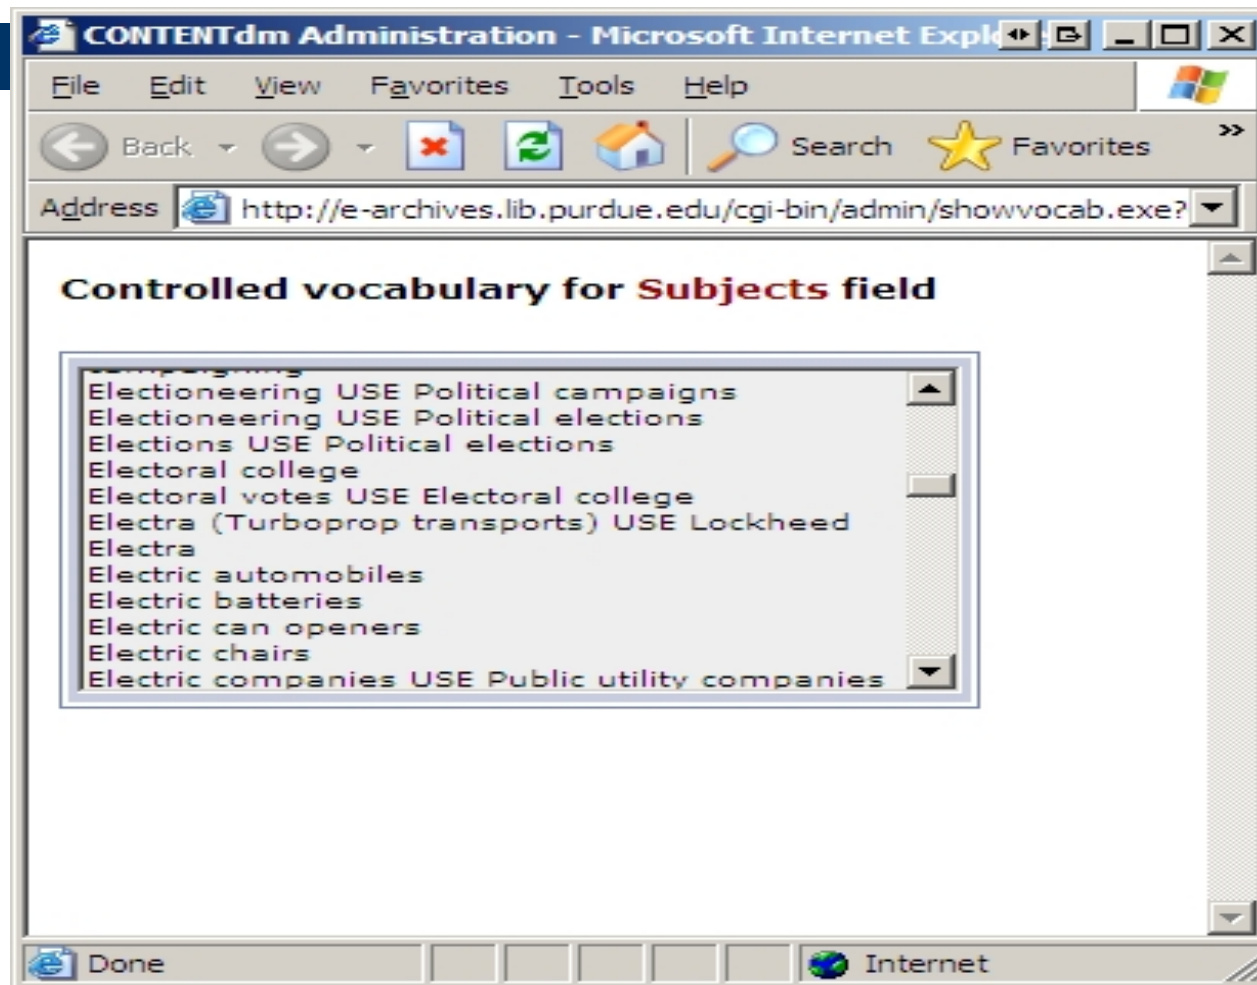 CONTENTdm Administration - Microsoft Internet Expl
File Edit View Favorites Tools Help
Back Search Favorites »
Address http://e-archives.lib.purdue.edu/cgi-bin/admin/showvocab.exe?
Controlled vocabulary for Subjects field
campaigning
Electioneering USE Political campaigns
Electioneering USE Political elections
Elections USE Political elections
Electoral college
Electoral votes USE Electoral college
Electra (Turboprop transports) USE Lockheed
Electra
Electric automobiles
Electric batteries
Electric can openers
Electric chairs
Electric companies USE Public utility companies
Done Internet